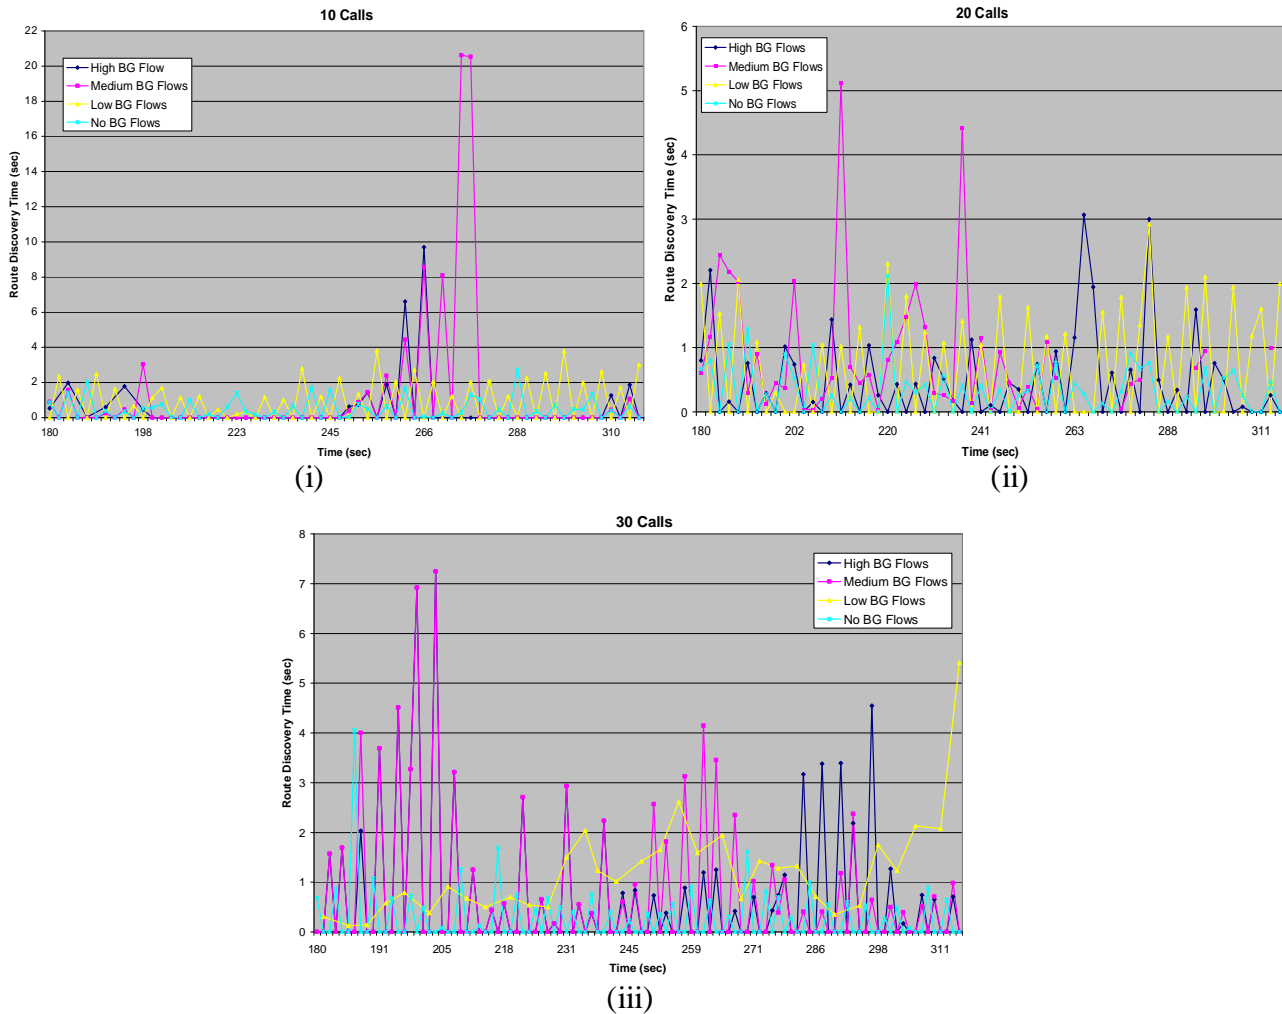 10 Calls
Route Discovery Time (sec)
22
20
18
16
14
12
10
8
6
4
2
0
High BG Flow
Medium BG Flows
Low BG Flows
No BG Flows
180 198 223 245 266 288 310
Time (sec)
(i)
20 Calls
Route Discovery Time (sec)
6
5
4
3
2
1
0
High BG Flows
Medium BG Flows
Low BG Flows
No BG Flows
180 202 220 241 263 288 311
Time (sec)
(ii)
30 Calls
Route Discovery Time (sec)
8
7
6
5
4
3
2
1
0
High BG Flows
Medium BG Flows
Low BG Flows
No BG Flows
180 191 205 218 231 245 259 271 286 298 311
Time (sec)
(iii)